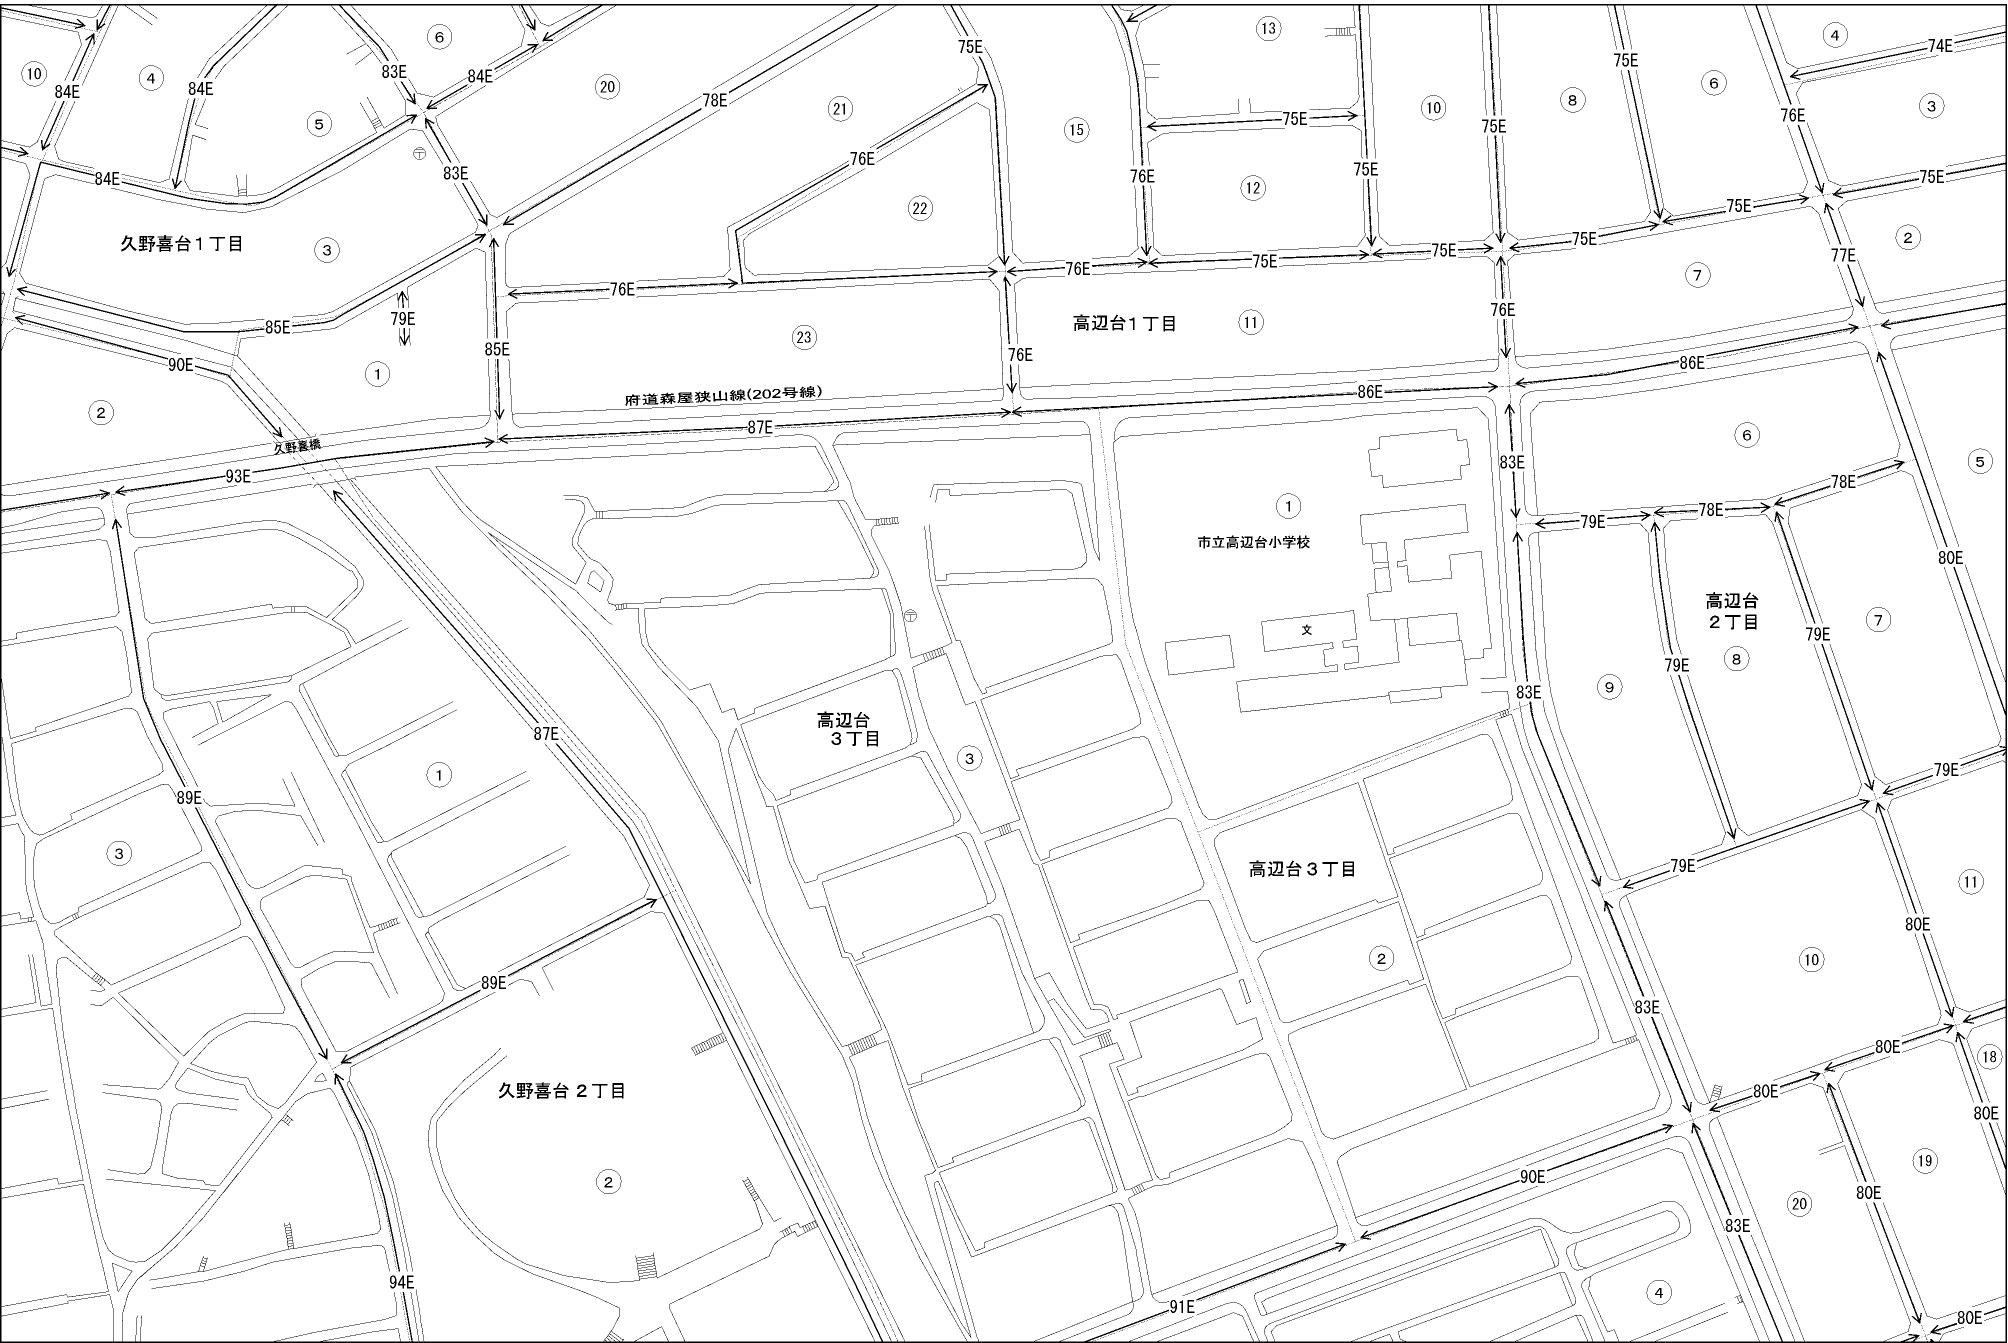 6
13
4
10
4
83E
84E
75E
74E
20
5
84E
84E
78E
21
15
75E
10
75E
8
75E
6
76E
3
84E
83E
76E
22
76E
12
75E
75E
75E
久野喜台1丁目
3
2
76E
76E
75E
75E
75E
77E
7
85E
79E
85E
23
76E
高辺台1丁目
11
76E
90E
1
86E
2
府道森屋狭山線(202号線)
86E
87E
久野喜橋
93E
83E
6
5
78E
1
78E
79E
市立高辺台小学校
80E
文
高辺台
2丁目
7
79E
79E
8
9
83E
高辺台
3丁目
87E
3
1
89E
79E
3
高辺台3丁目
79E
11
80E
2
10
89E
83E
80E
18
久野喜台2丁目
80E
80E
2
90E
19
80E
20
83E
94E
4
91E
80E